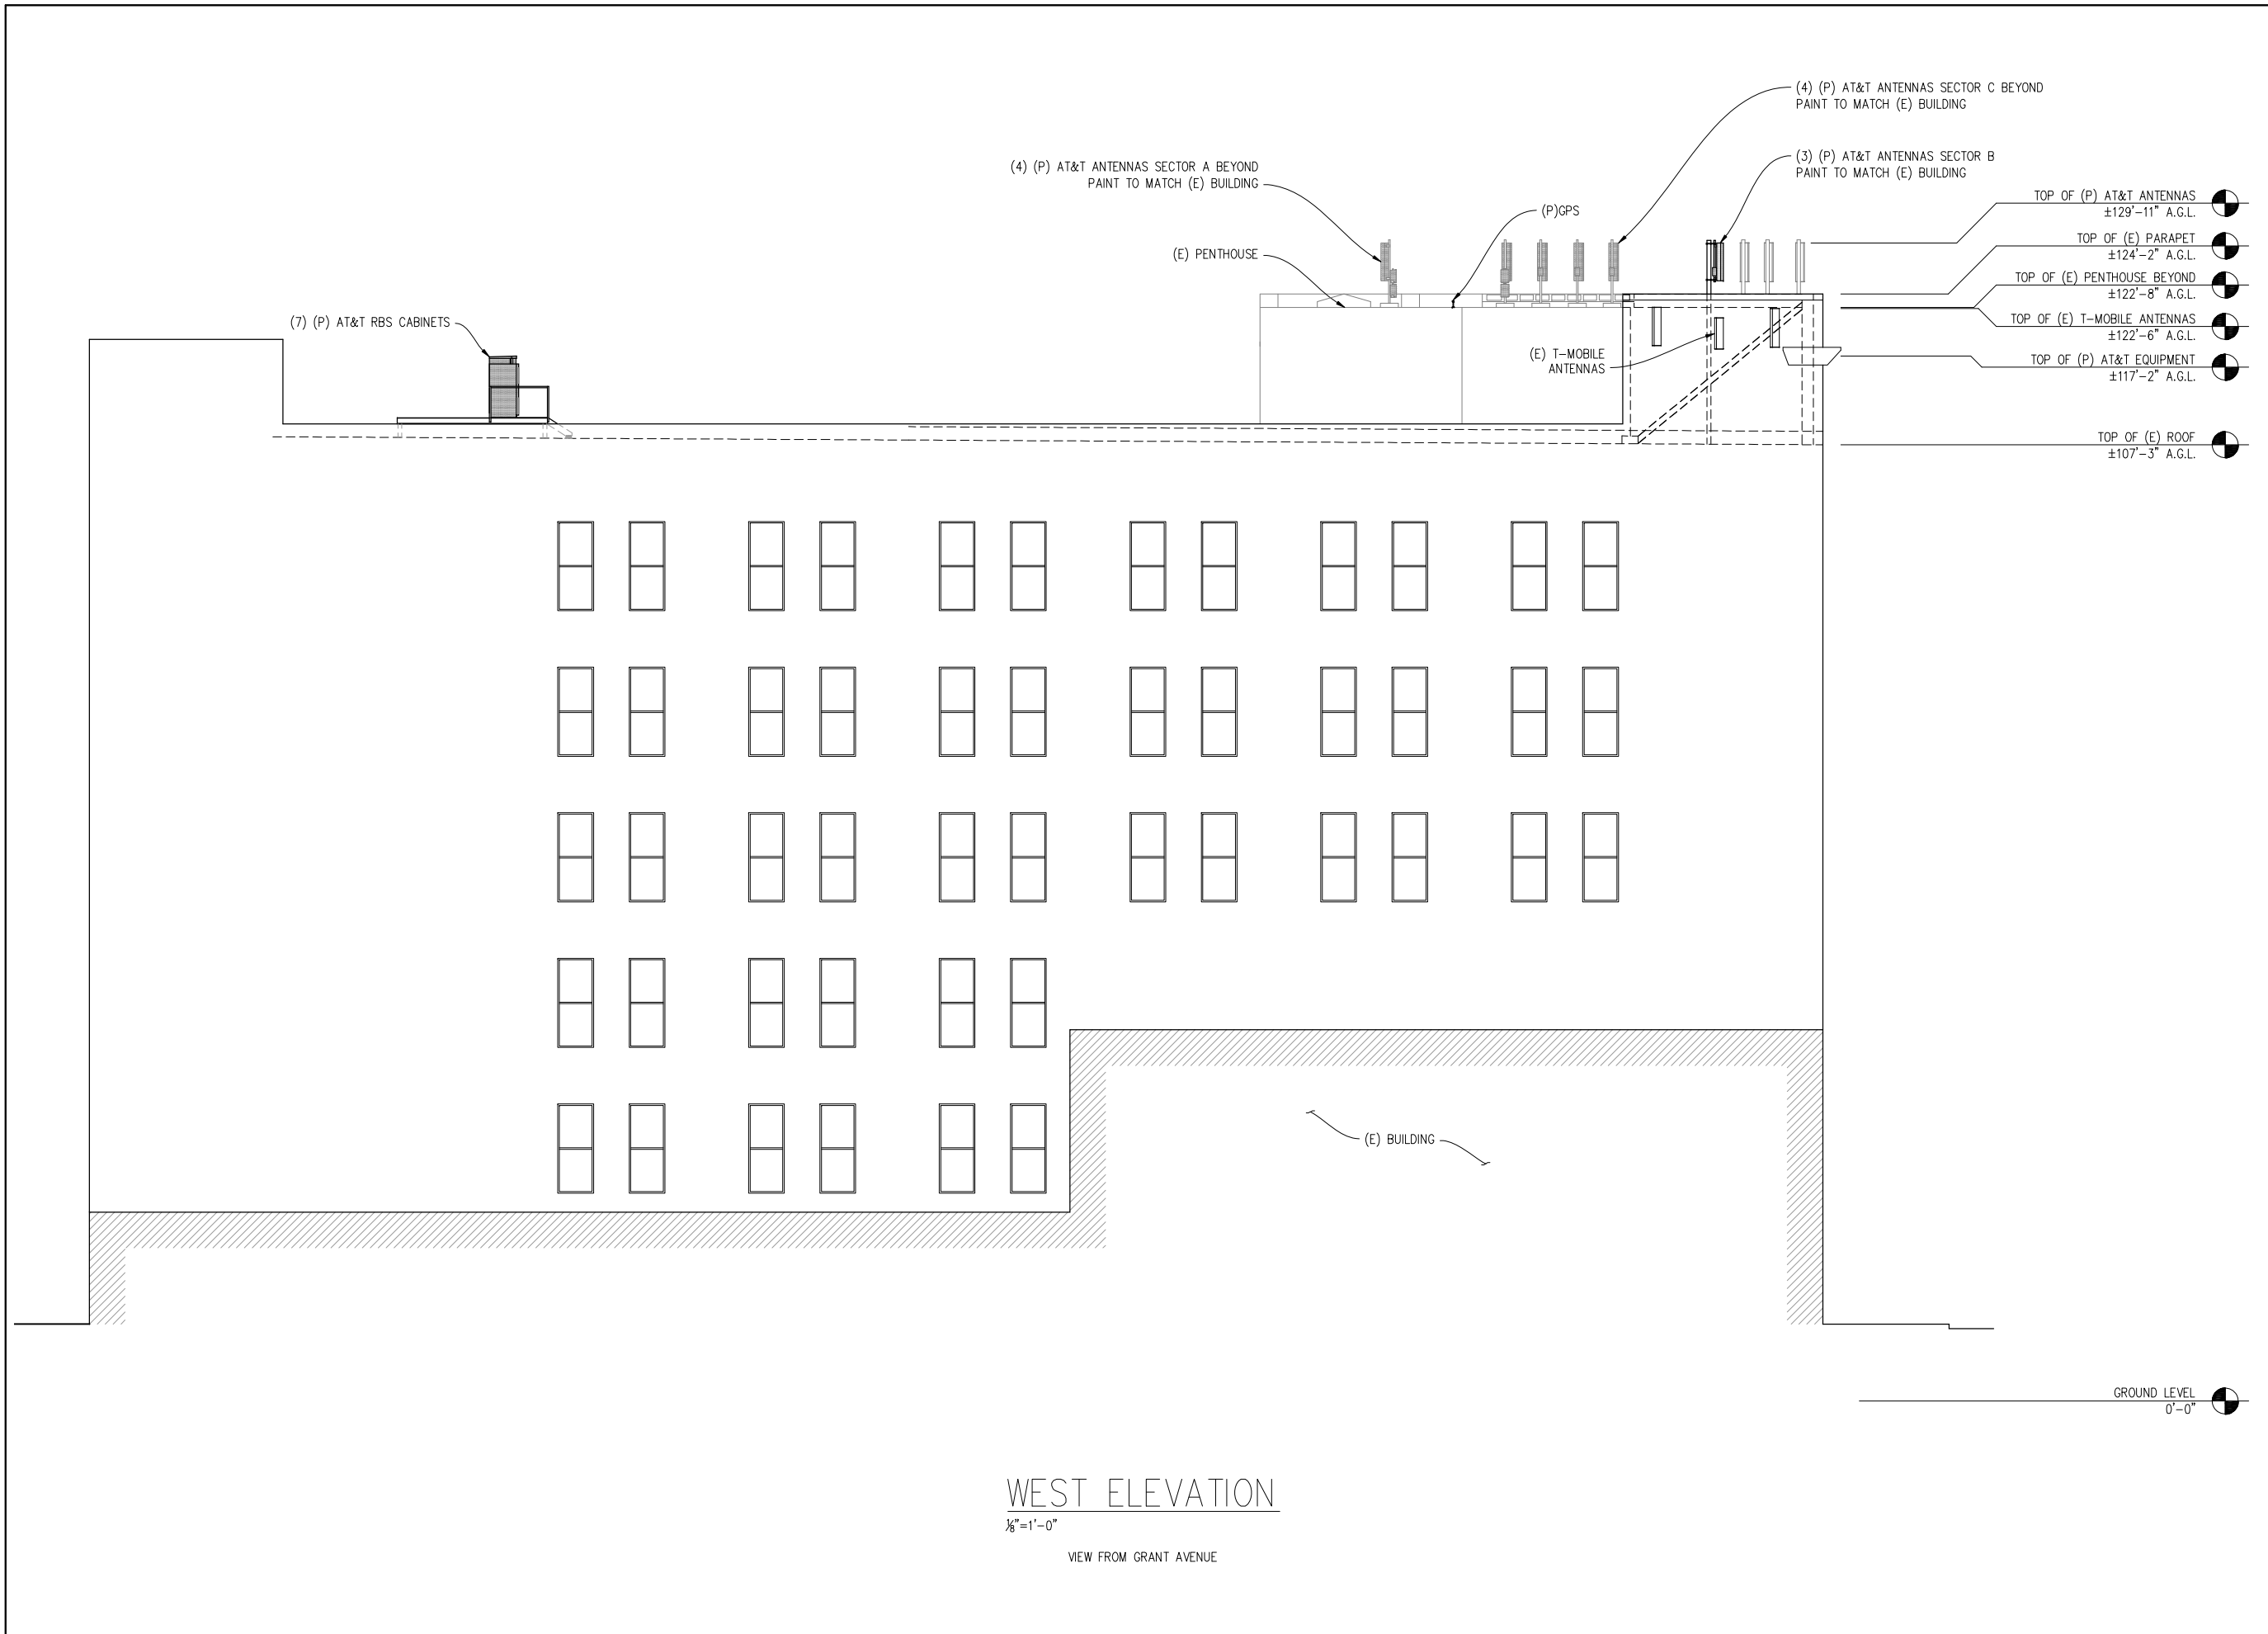 (4) (P) AT&T ANTENNAS SECTOR C BEYOND
PAINT TO MATCH (E) BUILDING
(4) (P) AT&T ANTENNAS SECTOR A BEYOND
PAINT TO MATCH (E) BUILDING
(3) (P) AT&T ANTENNAS SECTOR B
PAINT TO MATCH (E) BUILDING
(P)GPS
(E) PENTHOUSE
(7) (P) AT&T RBS CABINETS
(E) T-MOBILE
ANTENNAS
TOP OF (P) AT&T ANTENNAS
±129'-11" A.G.L.
TOP OF (E) PARAPET
±124'-2" A.G.L.
TOP OF (E) PENTHOUSE BEYOND
±122'-8" A.G.L.
TOP OF (E) T-MOBILE ANTENNAS
±122'-6" A.G.L.
TOP OF (P) AT&T EQUIPMENT
±117'-2" A.G.L.
TOP OF (E) ROOF
±107'-3" A.G.L.
(E) BUILDING
GROUND LEVEL
0'-0"
WEST ELEVATION
⅛"=1'-0"
VIEW FROM GRANT AVENUE